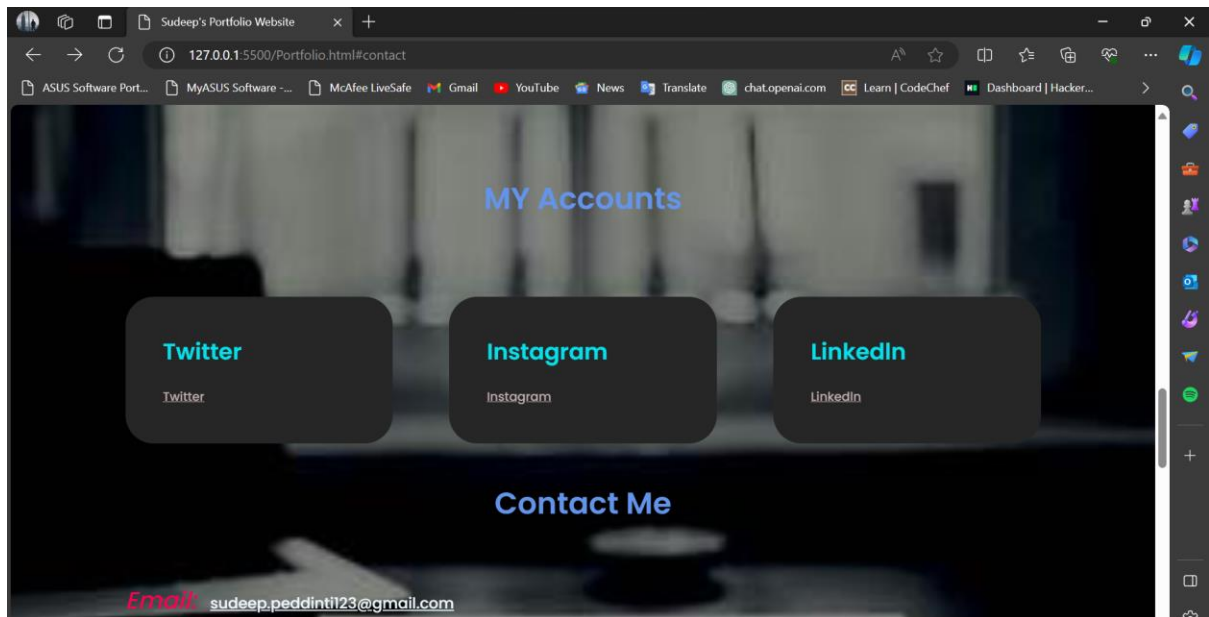 Sudeep's Portfolio Website
127.0.0.1:5500/Portfolio.html#contact
ASUS Software Port... MyASUS Software -... McAfee LiveSafe Gmail YouTube News Translate chat.openai.com CC Learn | CodeChef Dashboard | Hacker...
MY Accounts
Twitter Instagram LinkedIn
Twitter Instagram LinkedIn
Contact Me
Email: sudeep.peddinti123@gmail.com